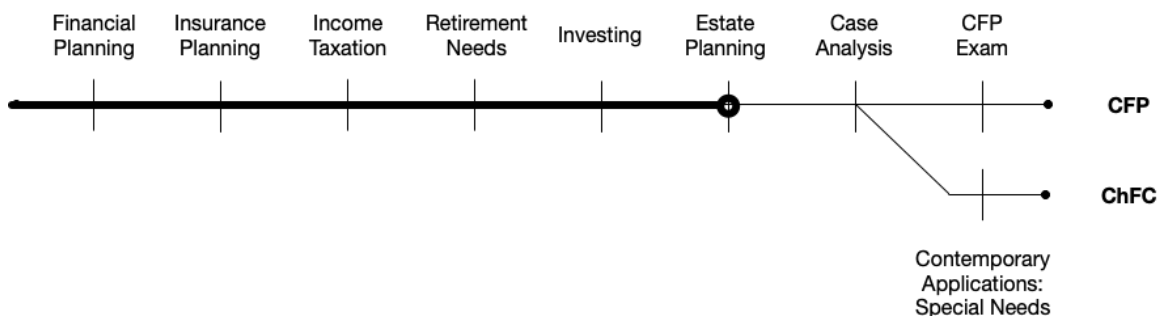 Financial
Planning
Insurance
Planning
Income
Taxation
Retirement
Needs
Investing
Estate
Planning
Case
Analysis
CFP
Exam
CFP
ChFC
Contemporary
Applications:
Special Needs